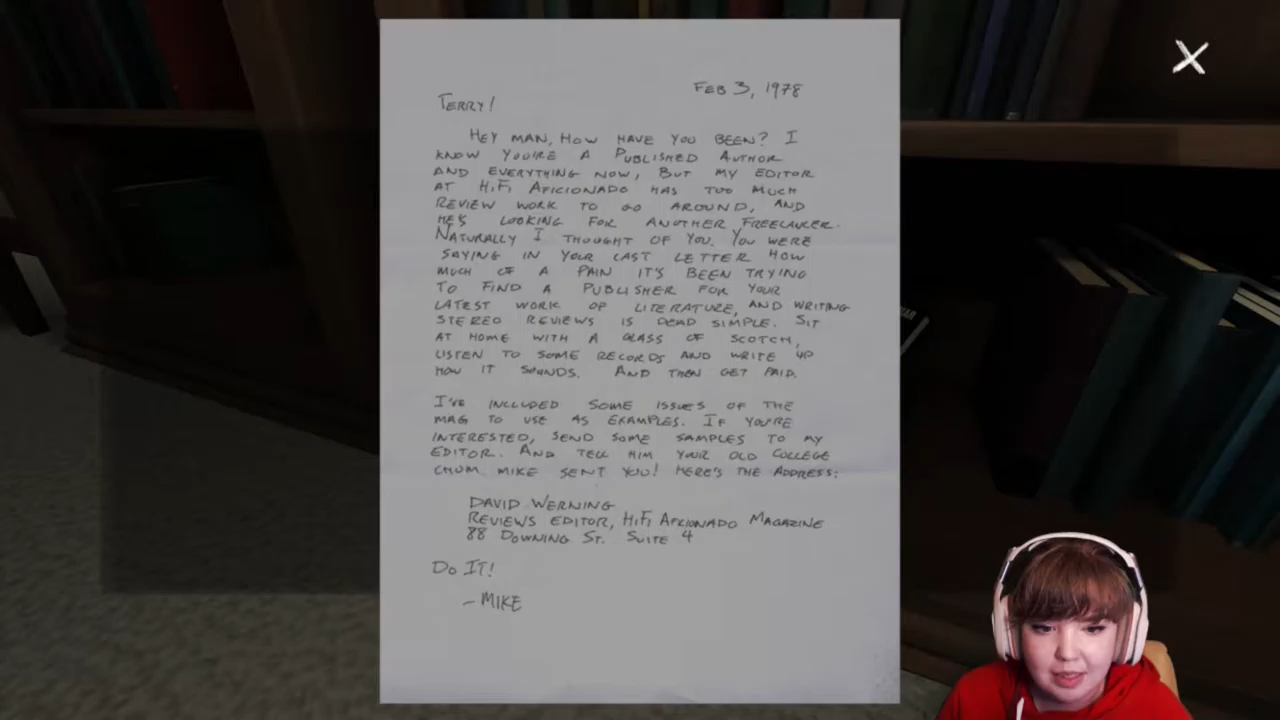 FEB 3, 1978
TERRY!
HEY MAN, HOW HAVE YOU BEEN? I
KNOW YOU'RE A PUBLISHED AUTHOR
AND EVERYTHING NOW, BUT MY EDITOR
AT HIFI AFICIONADO HAS TOO MUCH
REVIEW WORK TO GO AROUND, AND
HE'S LOOKING FOR ANOTHER FREELANCER.
NATURALLY I THOUGHT OF YOU. YOU WERE
SAYING IN YOUR LAST LETTER HOW
MUCH OF A PAIN IT'S BEEN TRYING
TO FIND A PUBLISHER FOR YOUR
LATEST WORK OF LITERATURE, AND WRITING
STEREO REVIEWS IS DEAD SIMPLE. SIT
AT HOME WITH A GLASS OF SCOTCH,
LISTEN TO SOME RECORDS AND WRITE UP
HOW IT SOUNDS. AND THEN GET PAID.
I'VE INCLUDED SOME ISSUES OF THE
MAG TO USE AS EXAMPLES. IF YOU'RE
INTERESTED, SEND SOME SAMPLES TO MY
EDITOR. AND TELL HIM YOUR OLD COLLEGE
CHUM MIKE SENT YOU! HERE'S THE ADDRESS:
DAVID WERNING
REVIEWS EDITOR, HIFI AFICIONADO MAGAZINE
88 DOWNING ST. SUITE 4
DO IT!
- MIKE